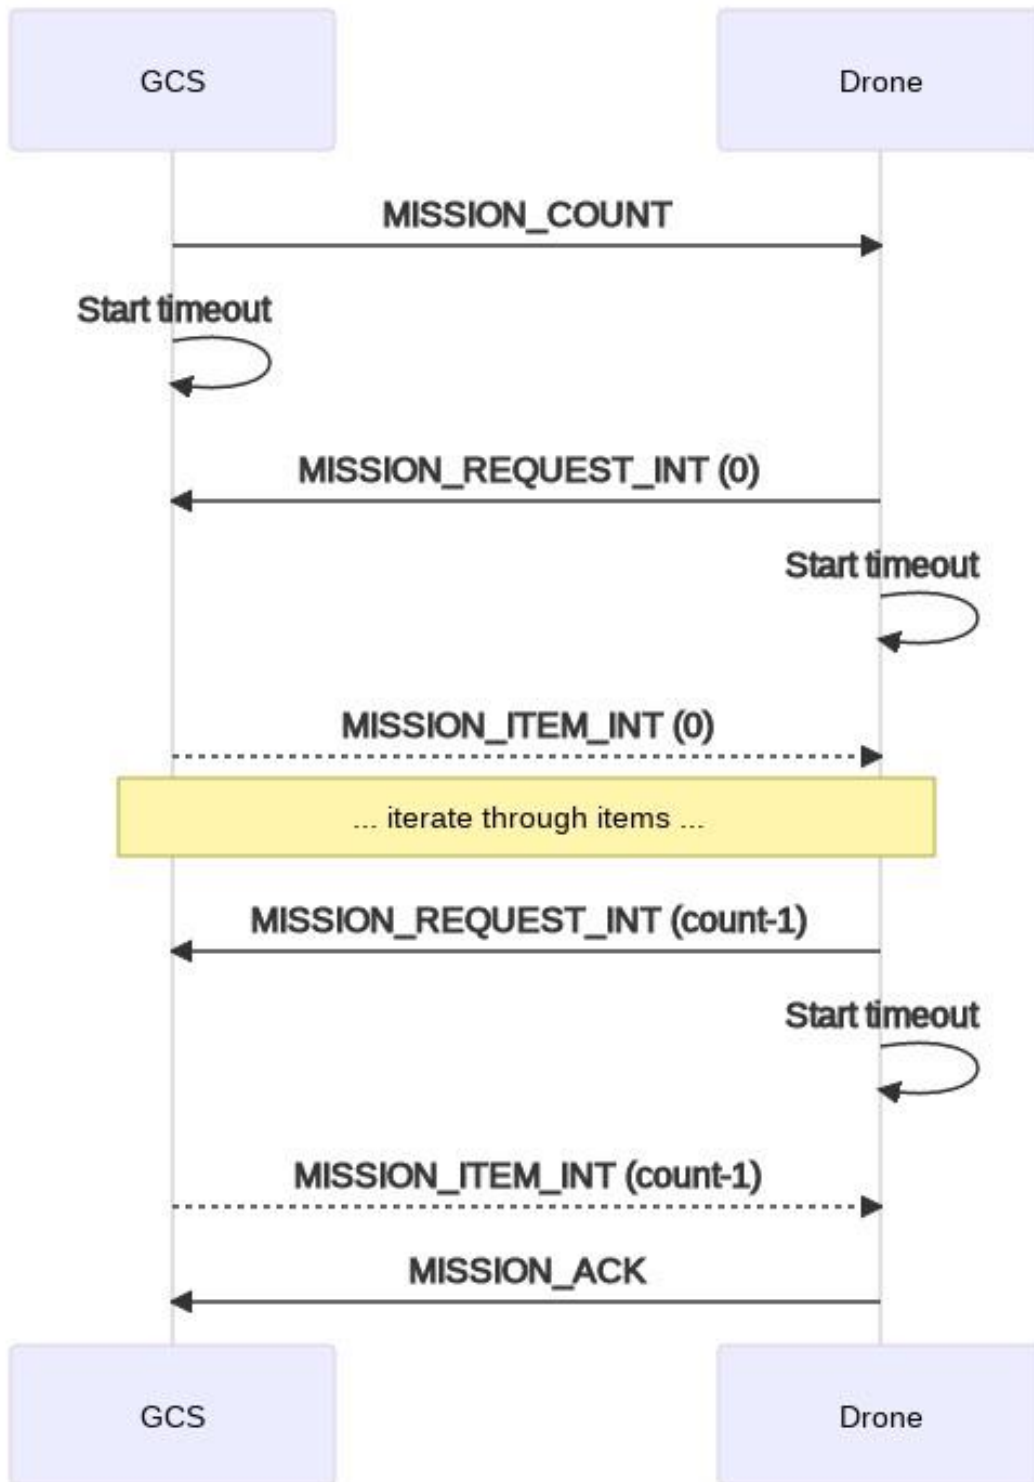 GCS
Drone
MISSION_COUNT
Start timeout
MISSION_REQUEST_INT (0)
Start timeout
MISSION_ITEM_INT (0)
... iterate through items ...
MISSION_REQUEST_INT (count-1)
Start timeout
MISSION_ITEM_INT (count-1)
MISSION_ACK
GCS
Drone